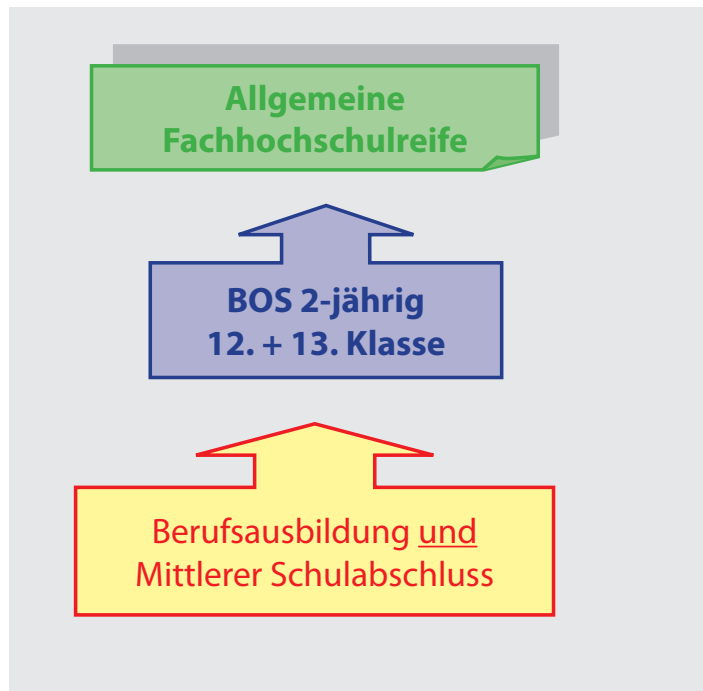 Allgemeine
Fachhochschulreife
BOS 2-jährig
12. + 13. Klasse
Berufsausbildung und
Mittlerer Schulabschluss